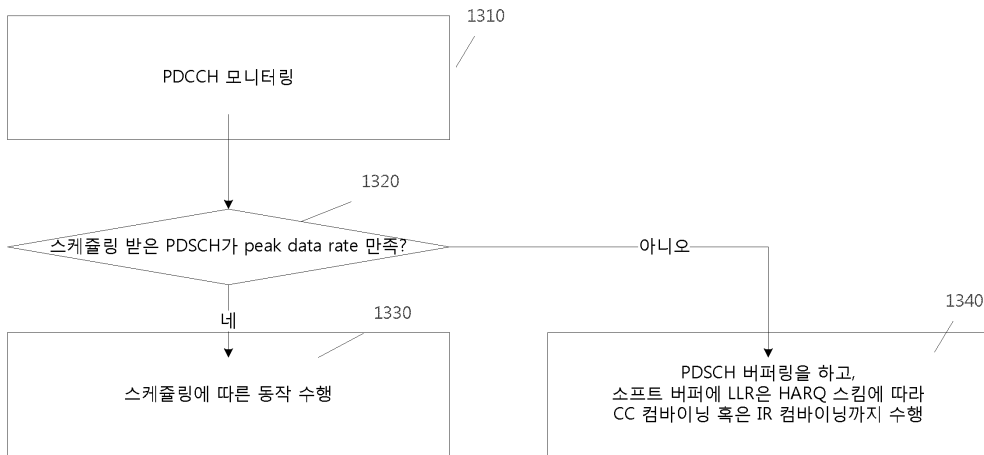 1310
PDCCH 모니터링
1320
스케쥴링 받은 PDSCH가 peak data rate 만족?
아니오
네
1330
1340
스케쥴링에 따른 동작 수행
PDSCH 버퍼링을 하고,
소프트 버퍼에 LLR은 HARQ 스킴에 따라
CC 컴바이닝 혹은 IR 컴바이닝까지 수행